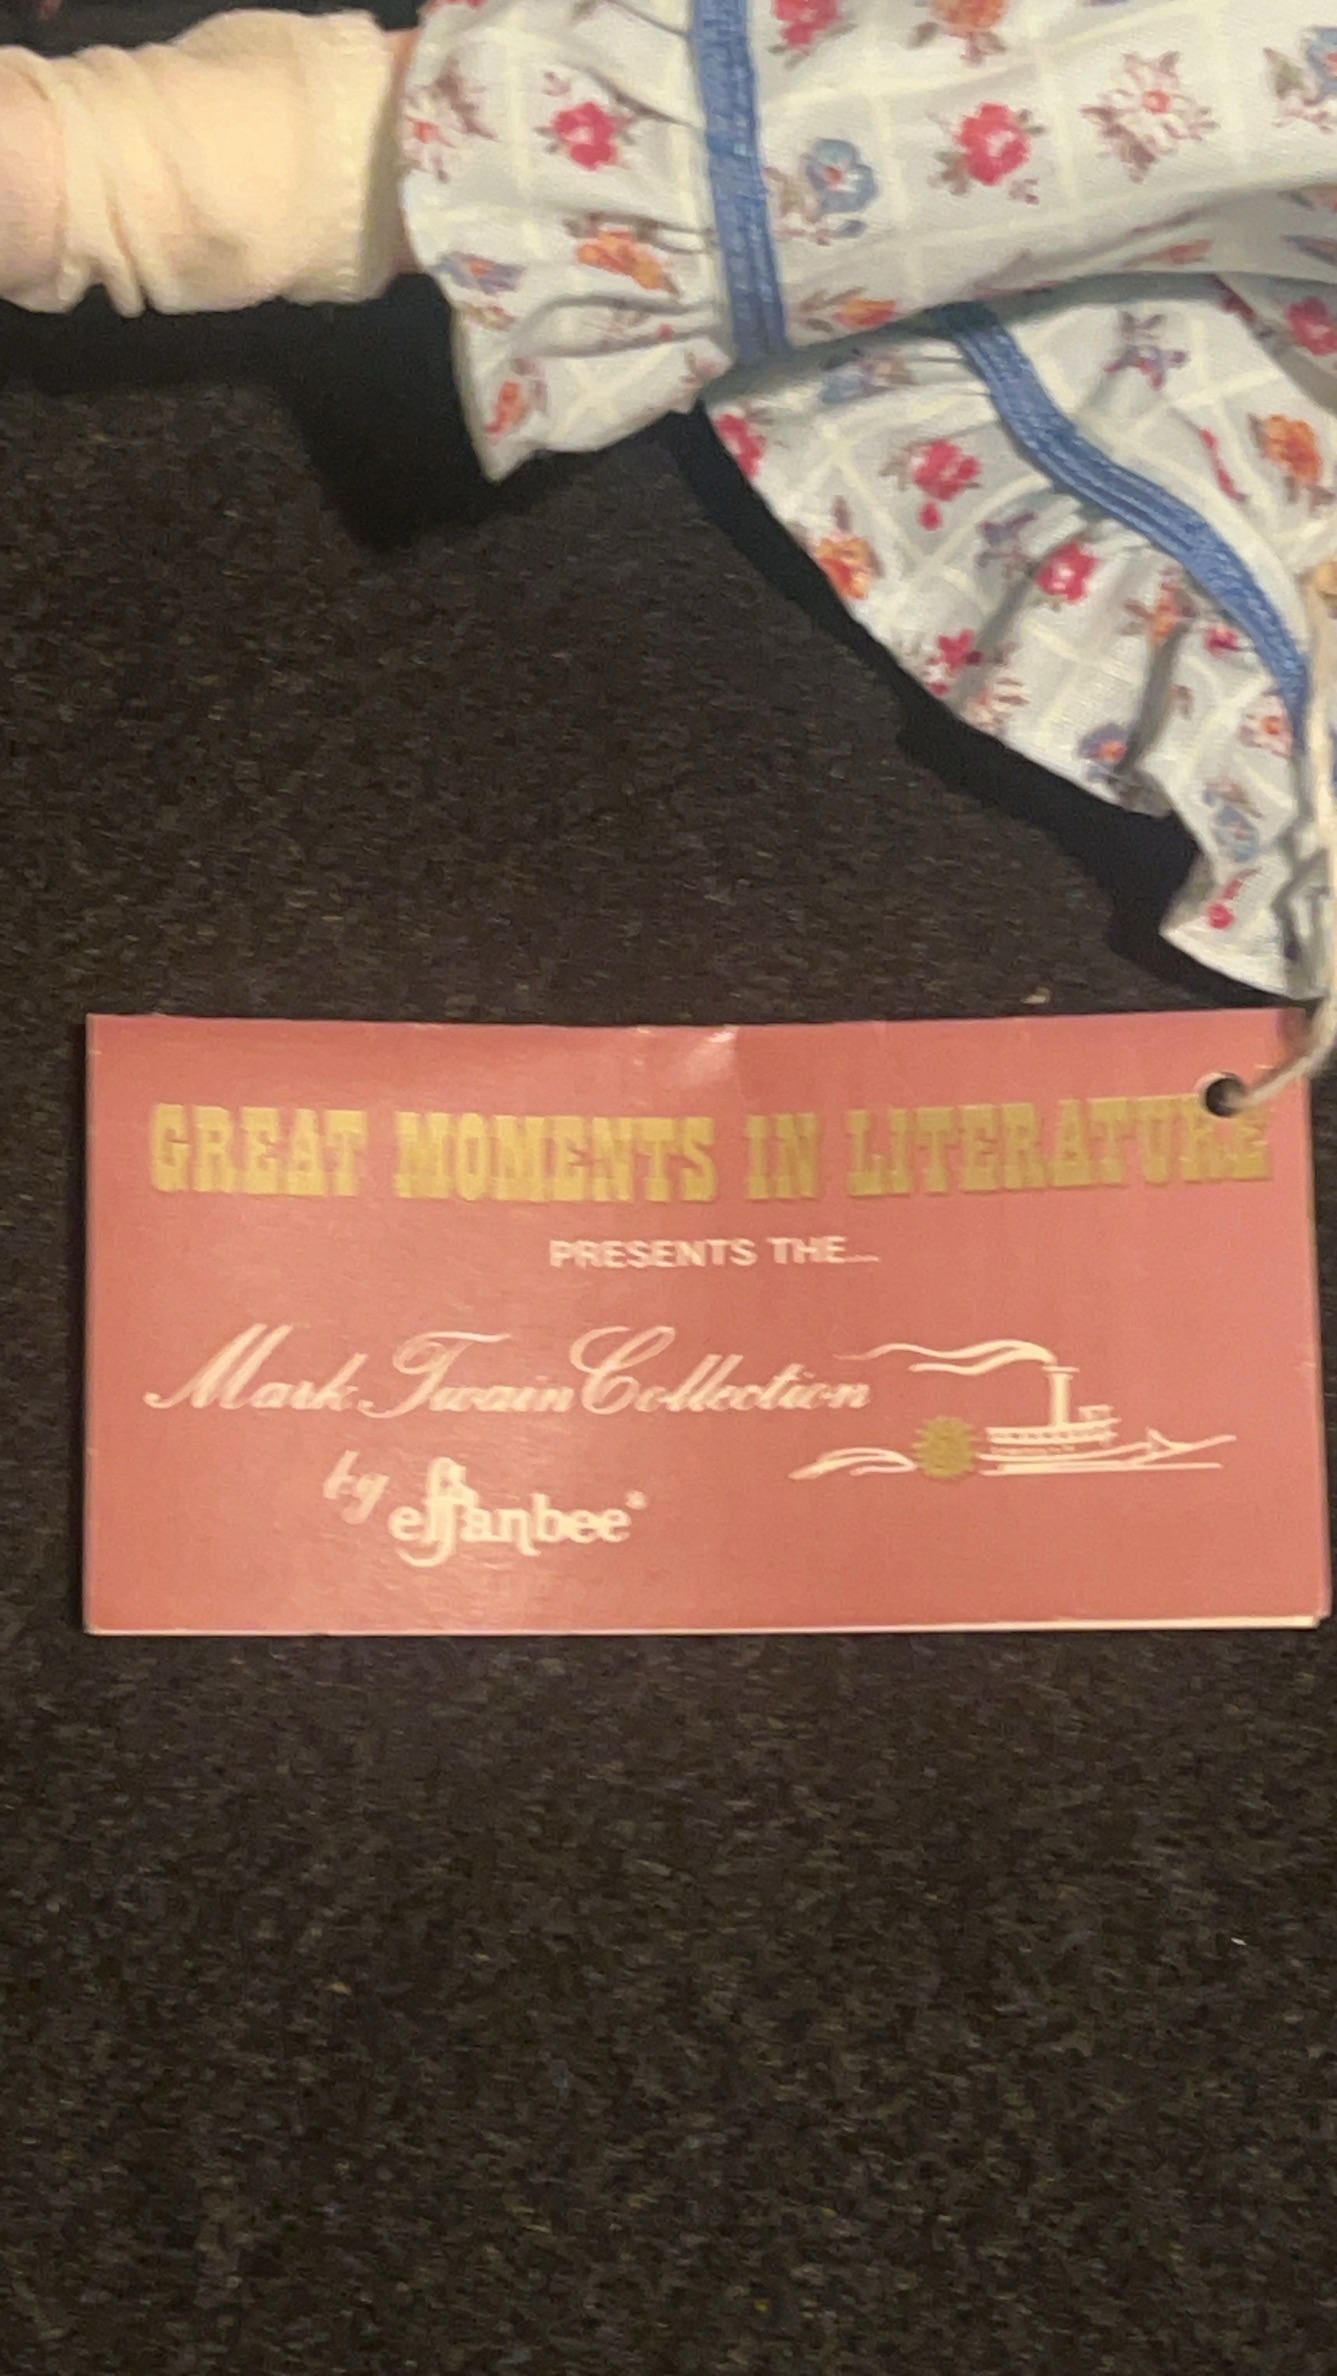 GREAT MOMENTS IN LITERATURE
PRESENTS THE...
Mark Twain Collection
by effanbee®